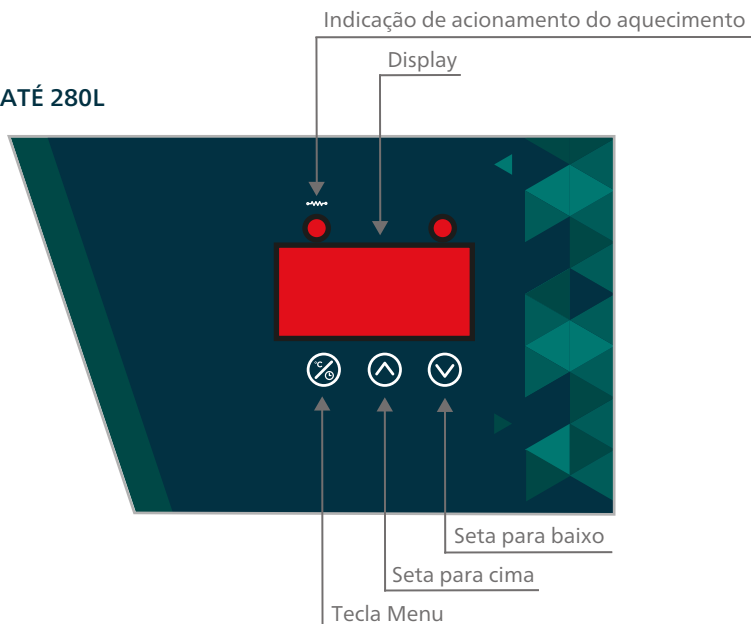 Indicação de acionamento do aquecimento
Display
ATÉ 280L
°C
Seta para baixo
Seta para cima
Tecla Menu